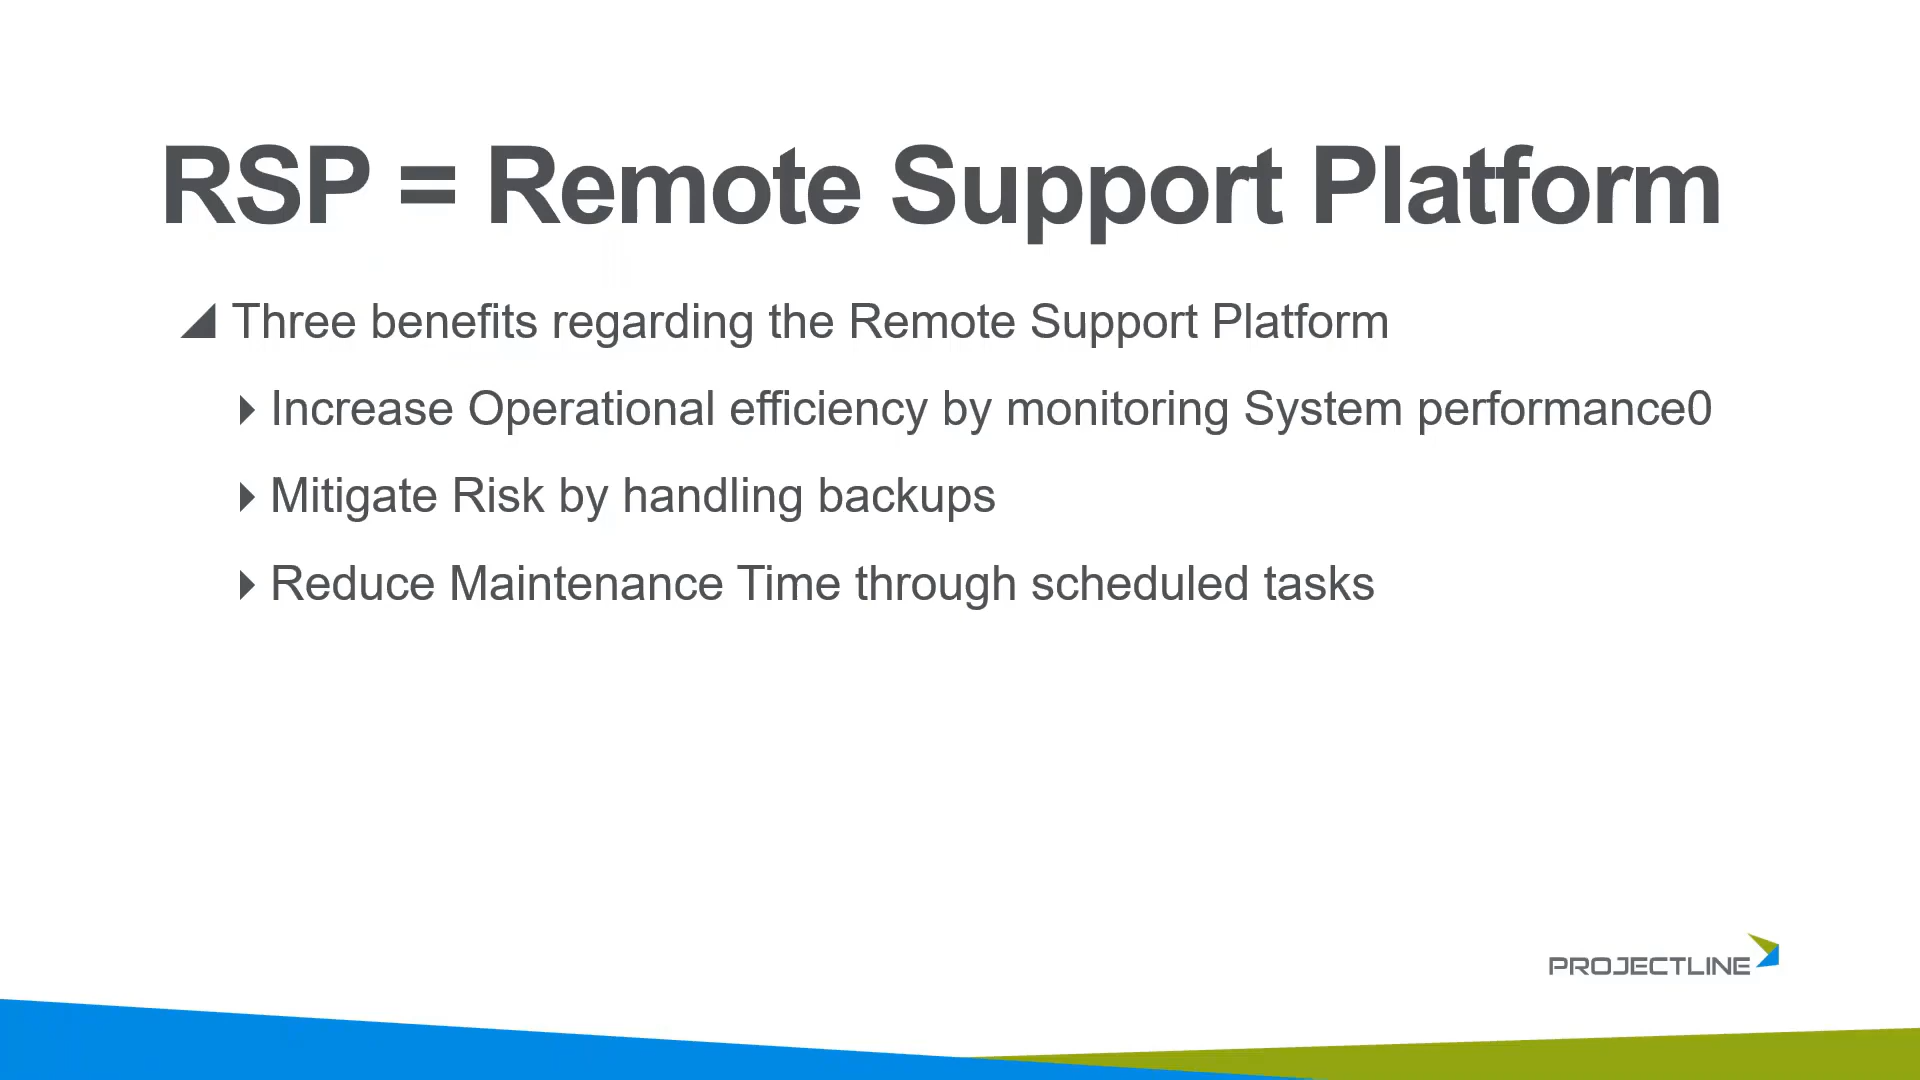 RSP = Remote Support Platform
Three benefits regarding the Remote Support Platform
Increase Operational efficiency by monitoring System performance0
Mitigate Risk by handling backups
Reduce Maintenance Time through scheduled tasks
PROJECTLINE